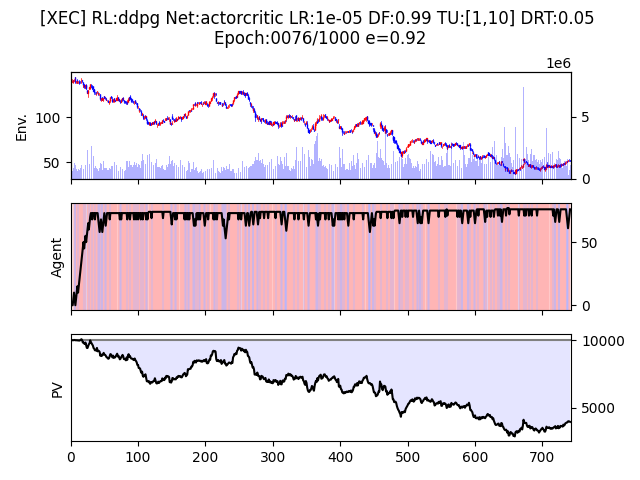 [XEC] RL:ddpg Net:actorcritic LR:1e-05 DF:0.99 TU:[1,10] DRT:0.05
Epoch:0076/1000 e=0.92
1e6
Env.
100
50
5
0
Agent
50
0
PV
10000
5000
0 100 200 300 400 500 600 700